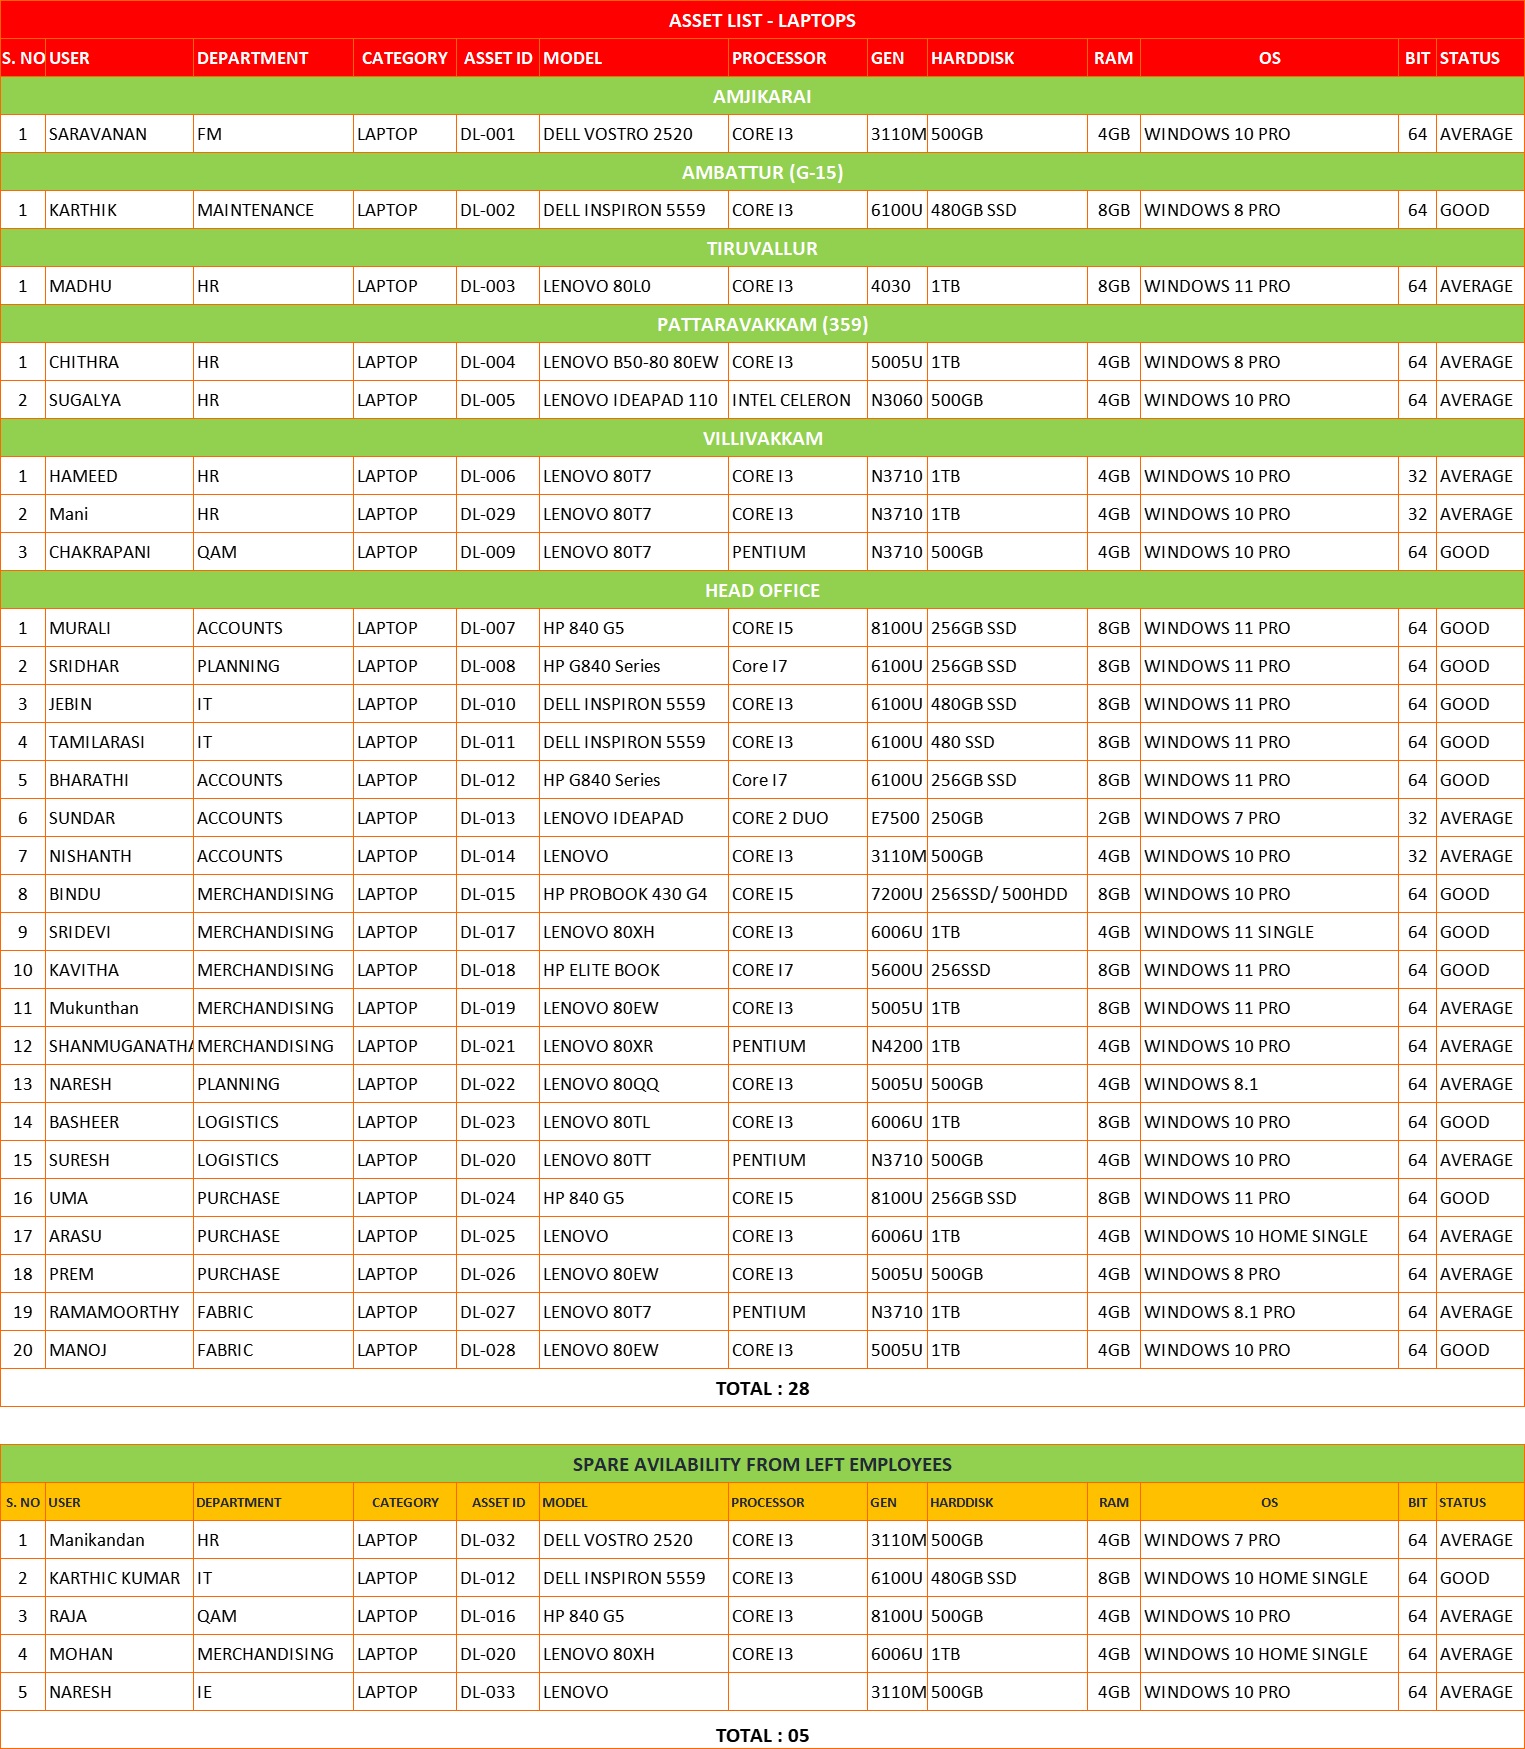 ASSET LIST - LAPTOPS
S. NO USER DEPARTMENT CATEGORY ASSET ID MODEL PROCESSOR GEN HARDDISK RAM OS BIT STATUS
AMJIKARAI
1 SARAVANAN FM LAPTOP DL-001 DELL VOSTRO 2520 CORE I3 3110M 500GB 4GB WINDOWS 10 PRO 64 AVERAGE
AMBATTUR (G-15)
1 KARTHIK MAINTENANCE LAPTOP DL-002 DELL INSPIRON 5559 CORE I3 6100U 480GB SSD 8GB WINDOWS 8 PRO 64 GOOD
TIRUVALLUR
1 MADHU HR LAPTOP DL-003 LENOVO 80L0 CORE I3 4030 1TB 8GB WINDOWS 11 PRO 64 AVERAGE
PATTARAVAKKAM (359)
1 CHITHRA HR LAPTOP DL-004 LENOVO B50-80 80EW CORE I3 5005U 1TB 4GB WINDOWS 8 PRO 64 AVERAGE
2 SUGALYA HR LAPTOP DL-005 LENOVO IDEAPAD 110 INTEL CELERON N3060 500GB 4GB WINDOWS 10 PRO 64 AVERAGE
VILLIVAKKAM
1 HAMEED HR LAPTOP DL-006 LENOVO 80T7 CORE I3 N3710 1TB 4GB WINDOWS 10 PRO 32 AVERAGE
2 Mani HR LAPTOP DL-029 LENOVO 80T7 CORE I3 N3710 1TB 4GB WINDOWS 10 PRO 32 AVERAGE
3 CHAKRAPANI QAM LAPTOP DL-009 LENOVO 80T7 PENTIUM N3710 500GB 4GB WINDOWS 10 PRO 64 GOOD
HEAD OFFICE
1 MURALI ACCOUNTS LAPTOP DL-007 HP 840 G5 CORE I5 8100U 256GB SSD 8GB WINDOWS 11 PRO 64 GOOD
2 SRIDHAR PLANNING LAPTOP DL-008 HP G840 Series Core I7 6100U 256GB SSD 8GB WINDOWS 11 PRO 64 GOOD
3 JEBIN IT LAPTOP DL-010 DELL INSPIRON 5559 CORE I3 6100U 480GB SSD 8GB WINDOWS 11 PRO 64 GOOD
4 TAMILARASI IT LAPTOP DL-011 DELL INSPIRON 5559 CORE I3 6100U 480 SSD 8GB WINDOWS 11 PRO 64 GOOD
5 BHARATHI ACCOUNTS LAPTOP DL-012 HP G840 Series Core I7 6100U 256GB SSD 8GB WINDOWS 11 PRO 64 GOOD
6 SUNDAR ACCOUNTS LAPTOP DL-013 LENOVO IDEAPAD CORE 2 DUO E7500 250GB 2GB WINDOWS 7 PRO 32 AVERAGE
7 NISHANTH ACCOUNTS LAPTOP DL-014 LENOVO CORE I3 3110M 500GB 4GB WINDOWS 10 PRO 32 AVERAGE
8 BINDU MERCHANDISING LAPTOP DL-015 HP PROBOOK 430 G4 CORE I5 7200U 256SSD/ 500HDD 8GB WINDOWS 10 PRO 64 GOOD
9 SRIDEVI MERCHANDISING LAPTOP DL-017 LENOVO 80XH CORE I3 6006U 1TB 4GB WINDOWS 11 SINGLE 64 GOOD
10 KAVITHA MERCHANDISING LAPTOP DL-018 HP ELITE BOOK CORE I7 5600U 256SSD 8GB WINDOWS 11 PRO 64 GOOD
11 Mukunthan MERCHANDISING LAPTOP DL-019 LENOVO 80EW CORE I3 5005U 1TB 8GB WINDOWS 11 PRO 64 AVERAGE
12 SHANMUGANATHA MERCHANDISING LAPTOP DL-021 LENOVO 80XR PENTIUM N4200 1TB 4GB WINDOWS 10 PRO 64 AVERAGE
13 NARESH PLANNING LAPTOP DL-022 LENOVO 80QQ CORE I3 5005U 500GB 4GB WINDOWS 8.1 64 AVERAGE
14 BASHEER LOGISTICS LAPTOP DL-023 LENOVO 80TL CORE I3 6006U 1TB 8GB WINDOWS 10 PRO 64 GOOD
15 SURESH LOGISTICS LAPTOP DL-020 LENOVO 80TT PENTIUM N3710 500GB 4GB WINDOWS 10 PRO 64 AVERAGE
16 UMA PURCHASE LAPTOP DL-024 HP 840 G5 CORE I5 8100U 256GB SSD 8GB WINDOWS 11 PRO 64 GOOD
17 ARASU PURCHASE LAPTOP DL-025 LENOVO CORE I3 6006U 1TB 4GB WINDOWS 10 HOME SINGLE 64 AVERAGE
18 PREM PURCHASE LAPTOP DL-026 LENOVO 80EW CORE I3 5005U 500GB 4GB WINDOWS 8 PRO 64 AVERAGE
19 RAMAMOORTHY FABRIC LAPTOP DL-027 LENOVO 80T7 PENTIUM N3710 1TB 4GB WINDOWS 8.1 PRO 64 AVERAGE
20 MANOJ FABRIC LAPTOP DL-028 LENOVO 80EW CORE I3 5005U 1TB 4GB WINDOWS 10 PRO 64 GOOD
TOTAL : 28
SPARE AVILABILITY FROM LEFT EMPLOYEES
S. NO USER DEPARTMENT CATEGORY ASSET ID MODEL PROCESSOR GEN HARDDISK RAM OS BIT STATUS
1 Manikandan HR LAPTOP DL-032 DELL VOSTRO 2520 CORE I3 3110M 500GB 4GB WINDOWS 7 PRO 64 AVERAGE
2 KARTHIC KUMAR IT LAPTOP DL-012 DELL INSPIRON 5559 CORE I3 6100U 480GB SSD 8GB WINDOWS 10 HOME SINGLE 64 GOOD
3 RAJA QAM LAPTOP DL-016 HP 840 G5 CORE I3 8100U 500GB 4GB WINDOWS 10 PRO 64 AVERAGE
4 MOHAN MERCHANDISING LAPTOP DL-020 LENOVO 80XH CORE I3 6006U 1TB 4GB WINDOWS 10 HOME SINGLE 64 AVERAGE
5 NARESH IE LAPTOP DL-033 LENOVO 3110M 500GB 4GB WINDOWS 10 PRO 64 AVERAGE
TOTAL : 05